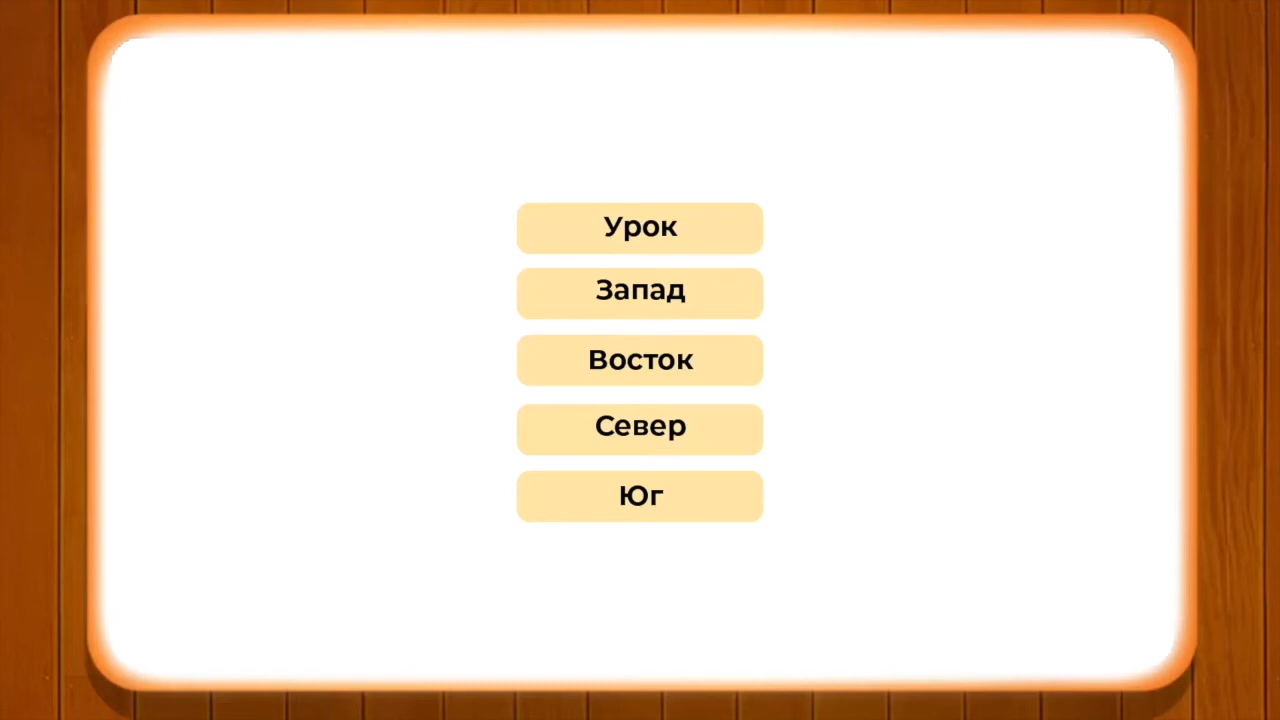 Урок
Запад
Восток
Север
Юг